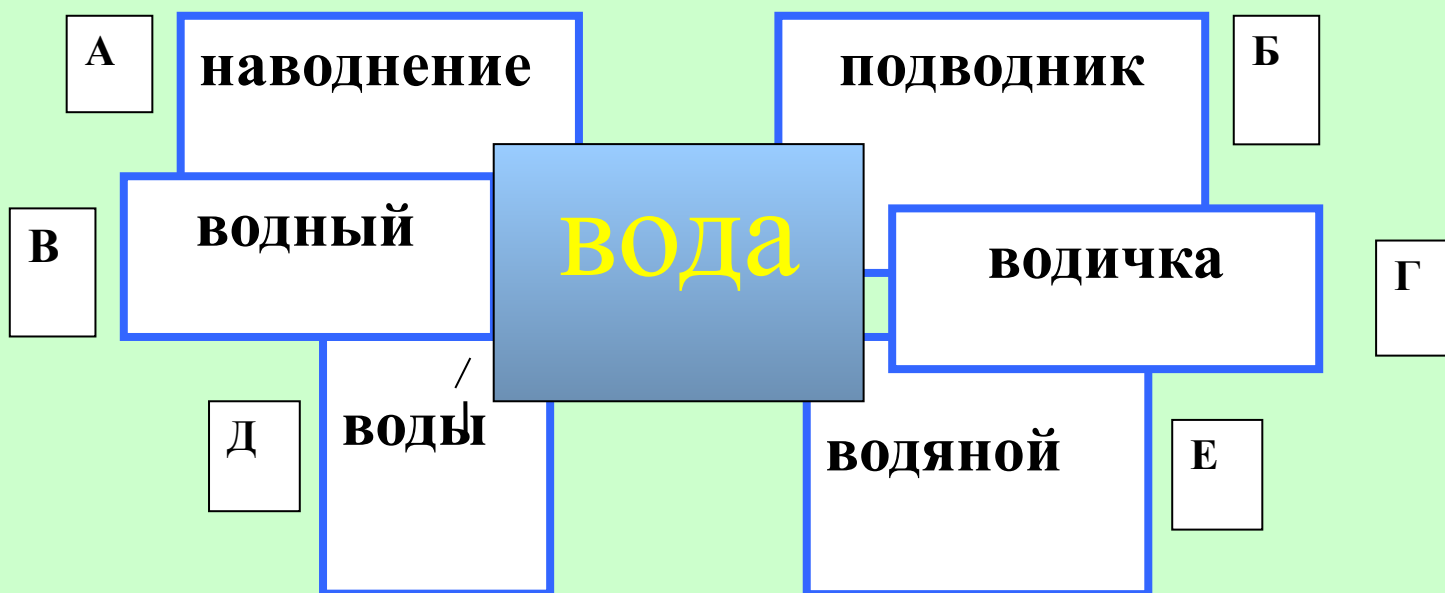 А
наводнение
подводник
Б
В
водный
вода
водичка
Г
Д
воды
водяной
Е